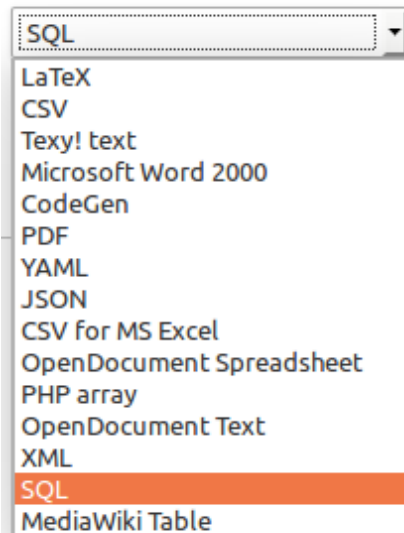 SQL
LaTeX
CSV
Texy! text
Microsoft Word 2000
CodeGen
PDF
YAML
JSON
CSV for MS Excel
OpenDocument Spreadsheet
PHP array
OpenDocument Text
XML
SQL
MediaWiki Table